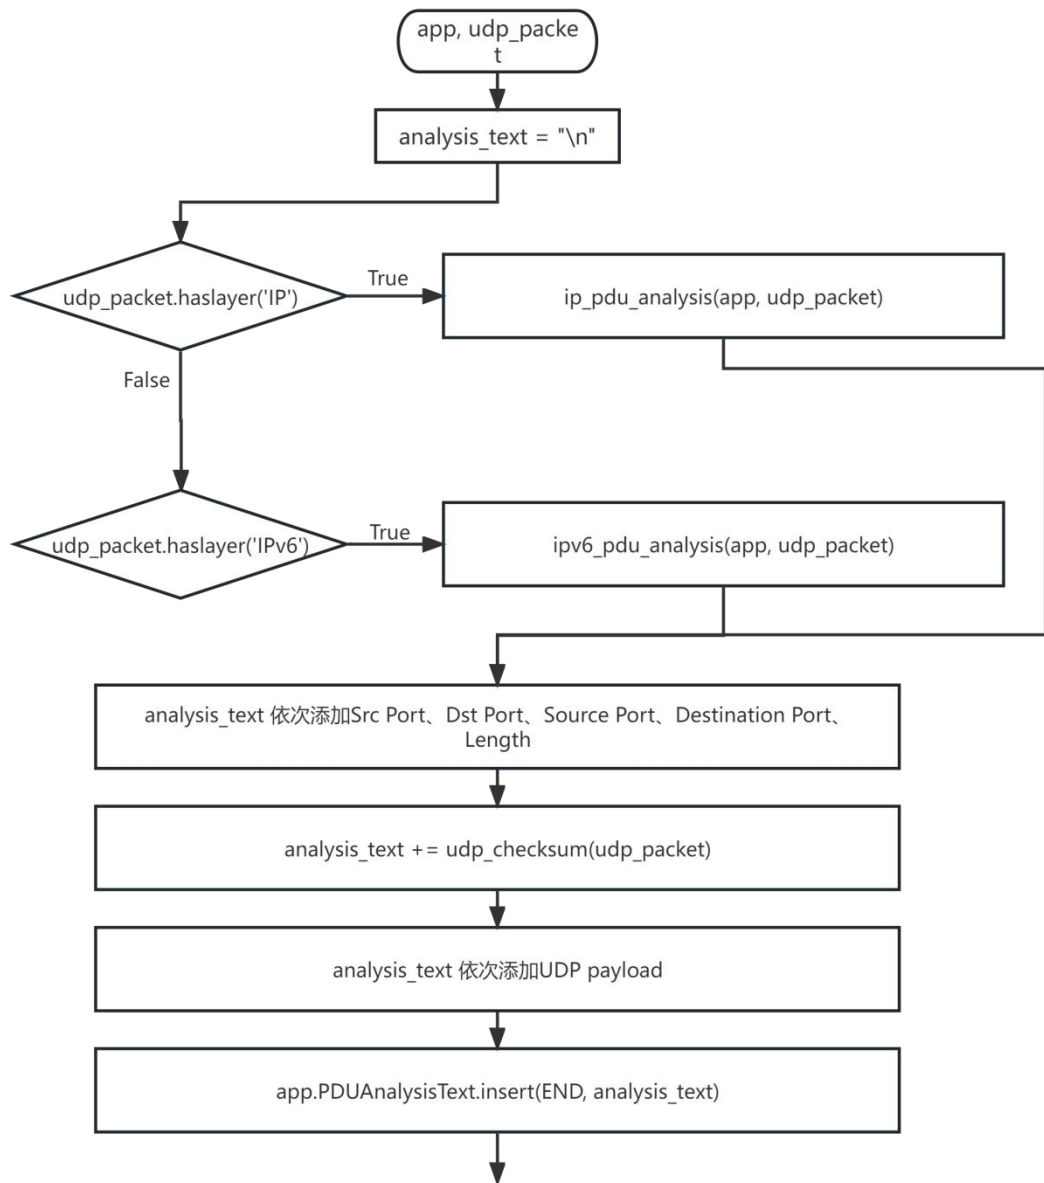 app, udp_packe
t
analysis_text = "\n"
udp_packet.haslayer('IP')
True
ip_pdu_analysis(app, udp_packet)
False
udp_packet.haslayer('IPv6')
True
ipv6_pdu_analysis(app, udp_packet)
analysis_text 依次添加Src Port、Dst Port、Source Port、Destination Port、
Length
analysis_text += udp_checksum(udp_packet)
analysis_text 依次添加UDP payload
app.PDUAnalysisText.insert(END, analysis_text)